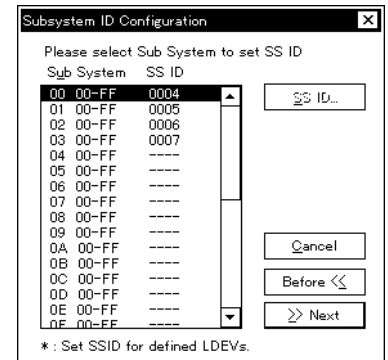 Subsystem ID Configuration
Please select Sub System to set SS ID
Sub System SS ID
00 00-FF 0004
01 00-FF 0005
02 00-FF 0006
03 00-FF 0007
04 00-FF ----
05 00-FF ----
06 00-FF ----
07 00-FF ----
08 00-FF ----
09 00-FF ----
0A 00-FF ----
0B 00-FF ----
0C 00-FF ----
0D 00-FF ----
0E 00-FF ----
0F 00-FF ----
SS ID...
Cancel
Before <<
>> Next
* : Set SSID for defined LDEVs.